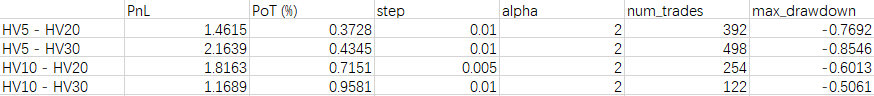 PnL PoT (%) step alpha num_trades max_drawdown
HV5 - HV20 1.4615 0.3728 0.01 2 392 -0.7692
HV5 - HV30 2.1639 0.4345 0.01 2 498 -0.8546
HV10 - HV20 1.8163 0.7151 0.005 2 254 -0.6013
HV10 - HV30 1.1689 0.9581 0.01 2 122 -0.5061